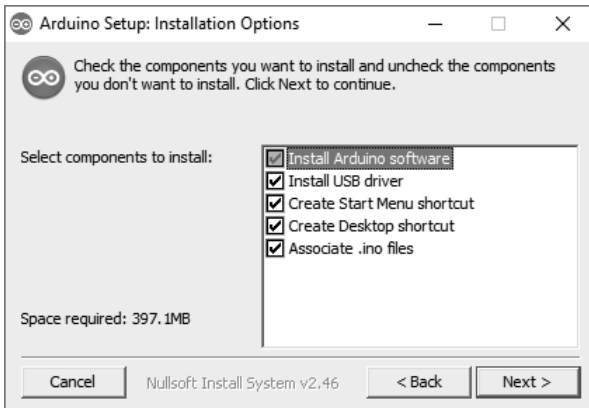 Arduino Setup: Installation Options
Check the components you want to install and uncheck the components
you don't want to install. Click Next to continue.
Select components to install:
Install Arduino software
Install USB driver
Create Start Menu shortcut
Create Desktop shortcut
Associate .ino files
Space required: 397.1MB
Cancel
Nullsoft Install System v2.46
< Back
Next >